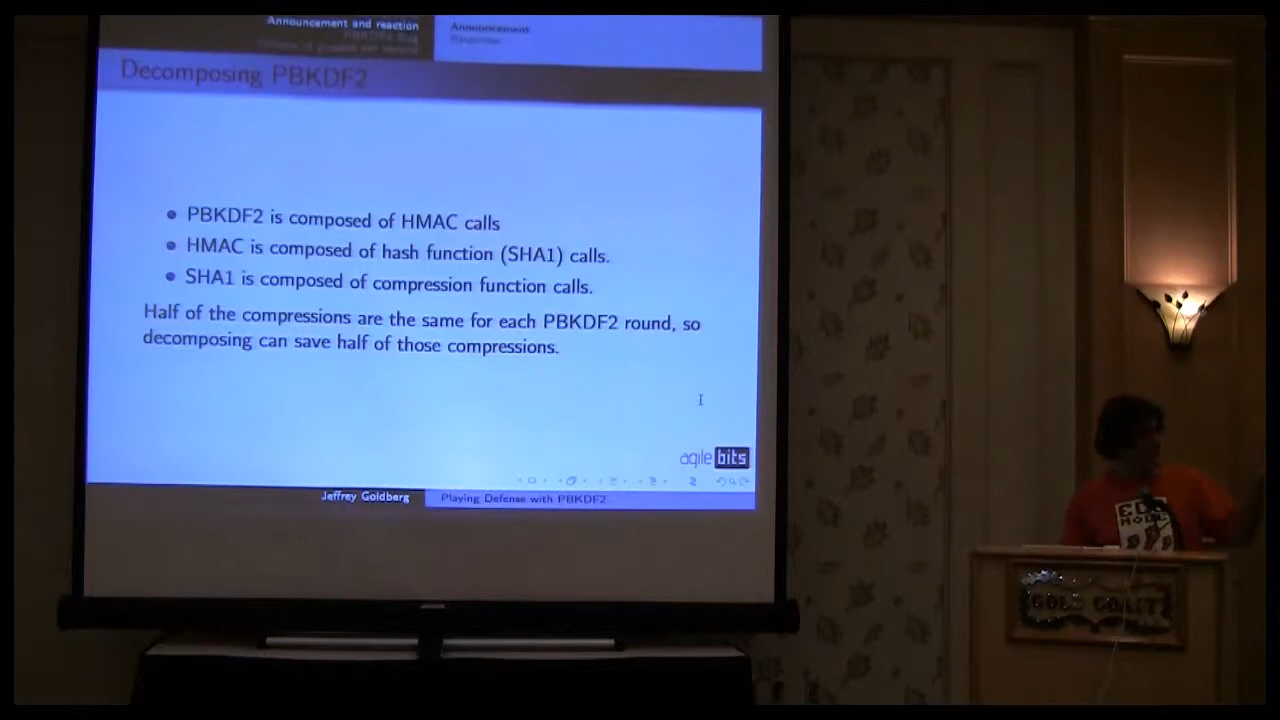 Announcement and reaction
Announcement
Response
Decomposing PBKDF2
PBKDF2 is composed of HMAC calls
HMAC is composed of hash function (SHA1) calls.
SHA1 is composed of compression function calls.
Half of the compressions are the same for each PBKDF2 round, so
decomposing can save half of those compressions.
agile bits
Jeffrey Goldberg
Playing Defense with PBKDF2
GOLD COAST